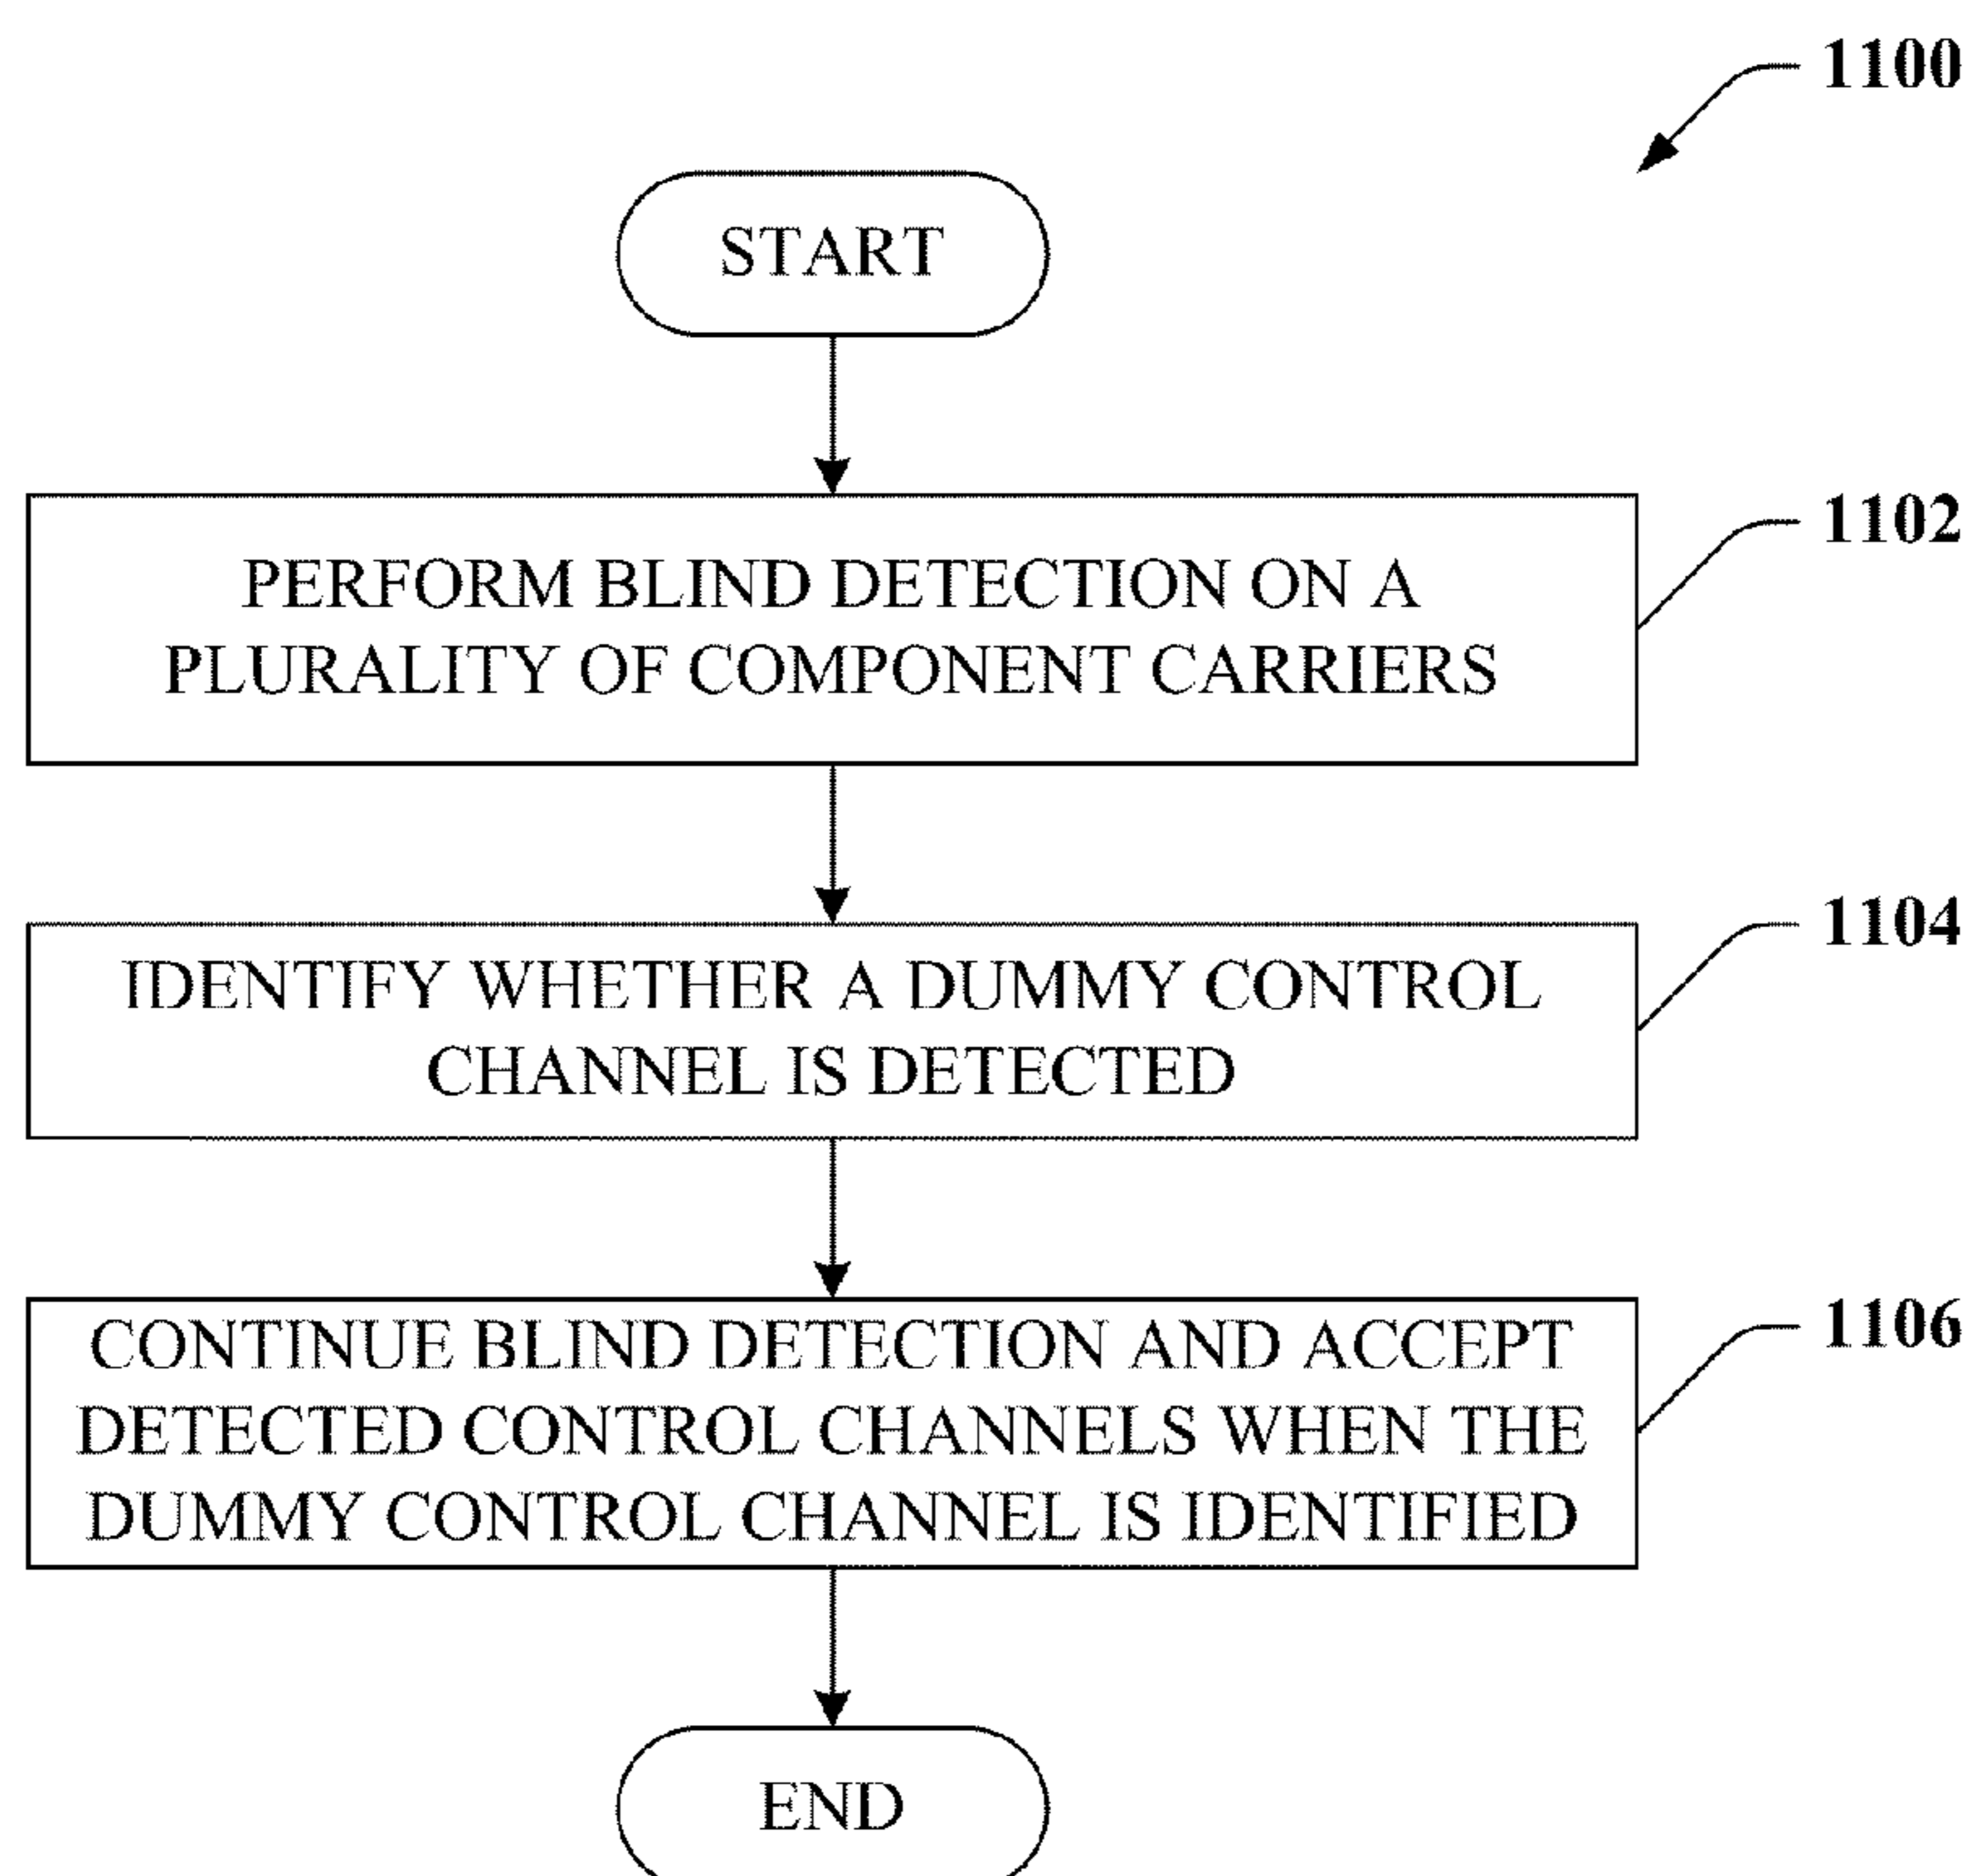 1100
START
PERFORM BLIND DETECTION ON A
PLURALITY OF COMPONENT CARRIERS
1102
IDENTIFY WHETHER A DUMMY CONTROL
CHANNEL IS DETECTED
1104
CONTINUE BLIND DETECTION AND ACCEPT
DETECTED CONTROL CHANNELS WHEN THE
DUMMY CONTROL CHANNEL IS IDENTIFIED
1106
END